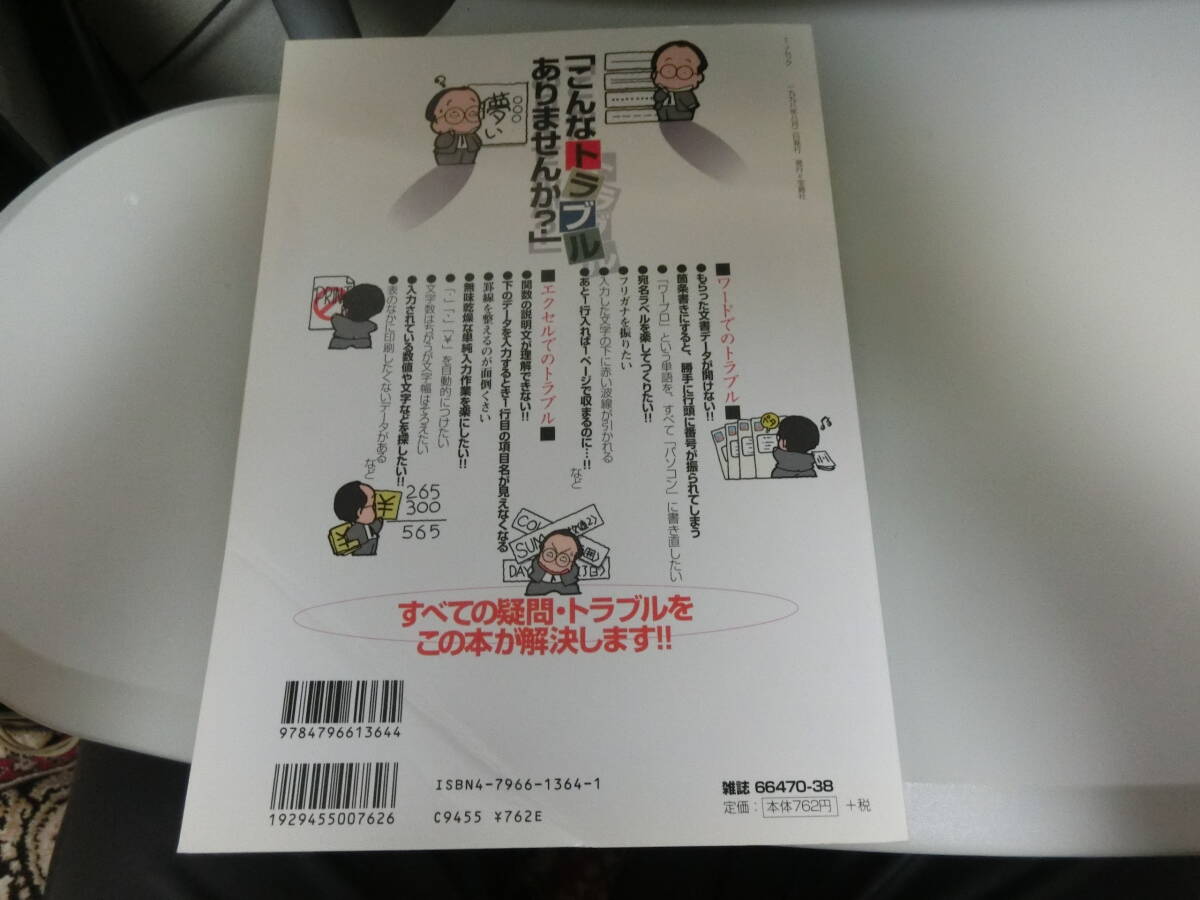 「こんなトラブル
ありませんか?」
■ワードでのトラブル■
●もらった文書データが開けない!!
●箇条書きにすると、勝手に行頭に番号が振られてしまう
●「ワープロ」という単語を、すべて「パソコン」に書き直したい
●宛名ラベルを楽してつくりたい!!
●フリガナを振りたい
●入力した文字の下に赤い波線が引かれる
●あと一行入れば一ページで収まるのに…!!
など
■エクセルでのトラブル■
●関数の説明文が理解できない!!
●下のデータを入力するとき一行目の項目名が見えなくなる
●罫線を整えるのが面倒くさい
●無味乾燥な単純入力作業を楽にしたい!!
●「,」「.」「¥」を自動的につけたい
●文字数はちがうが文字幅はそろえたい
●入力されている数値や文字などを探したい!!
●表のなかに印刷したくないデータがある
など
265
300
565
SUM
DAY
すべての疑問・トラブルを
この本が解決します!!
9784796613644
1929455007626
ISBN4-7966-1364-1
C9455 ¥762E
雑誌 66470-38
定価: 本体762円 +税